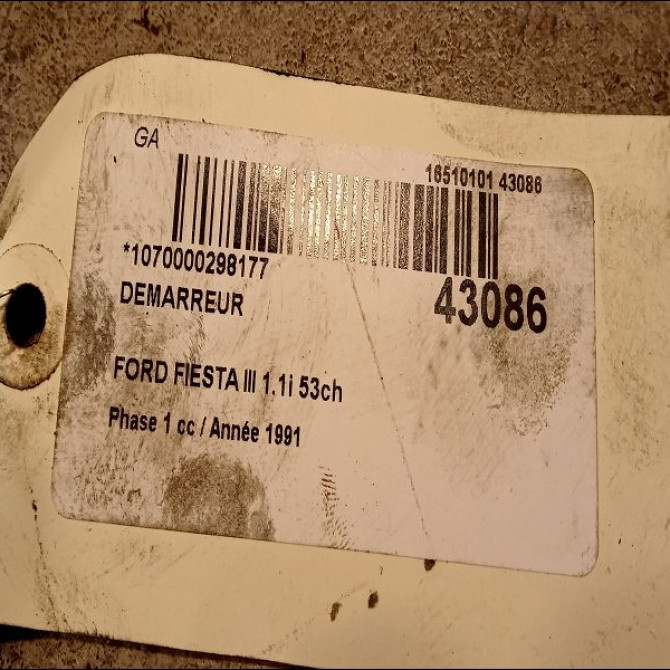 GA
16510101 43086
*1070000298177
DEMARREUR
43086
FORD FIESTA III 1.1i 53ch
Phase 1 cc / Année 1991